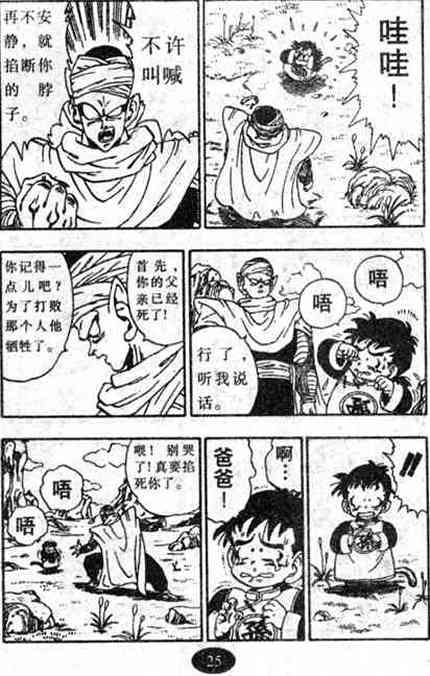 哇哇！
不许
叫喊
再不安
静，就
掐断你
的脖
子。
唔
唔
行了，
听我说
话。
首先，
你的父
亲已经
死了！
你记得一
点儿吧？
为了打败
那个人他
牺牲了。
啊…
爸爸！
孫
喂！别哭
了！真要掐
死你了。
唔
唔
25